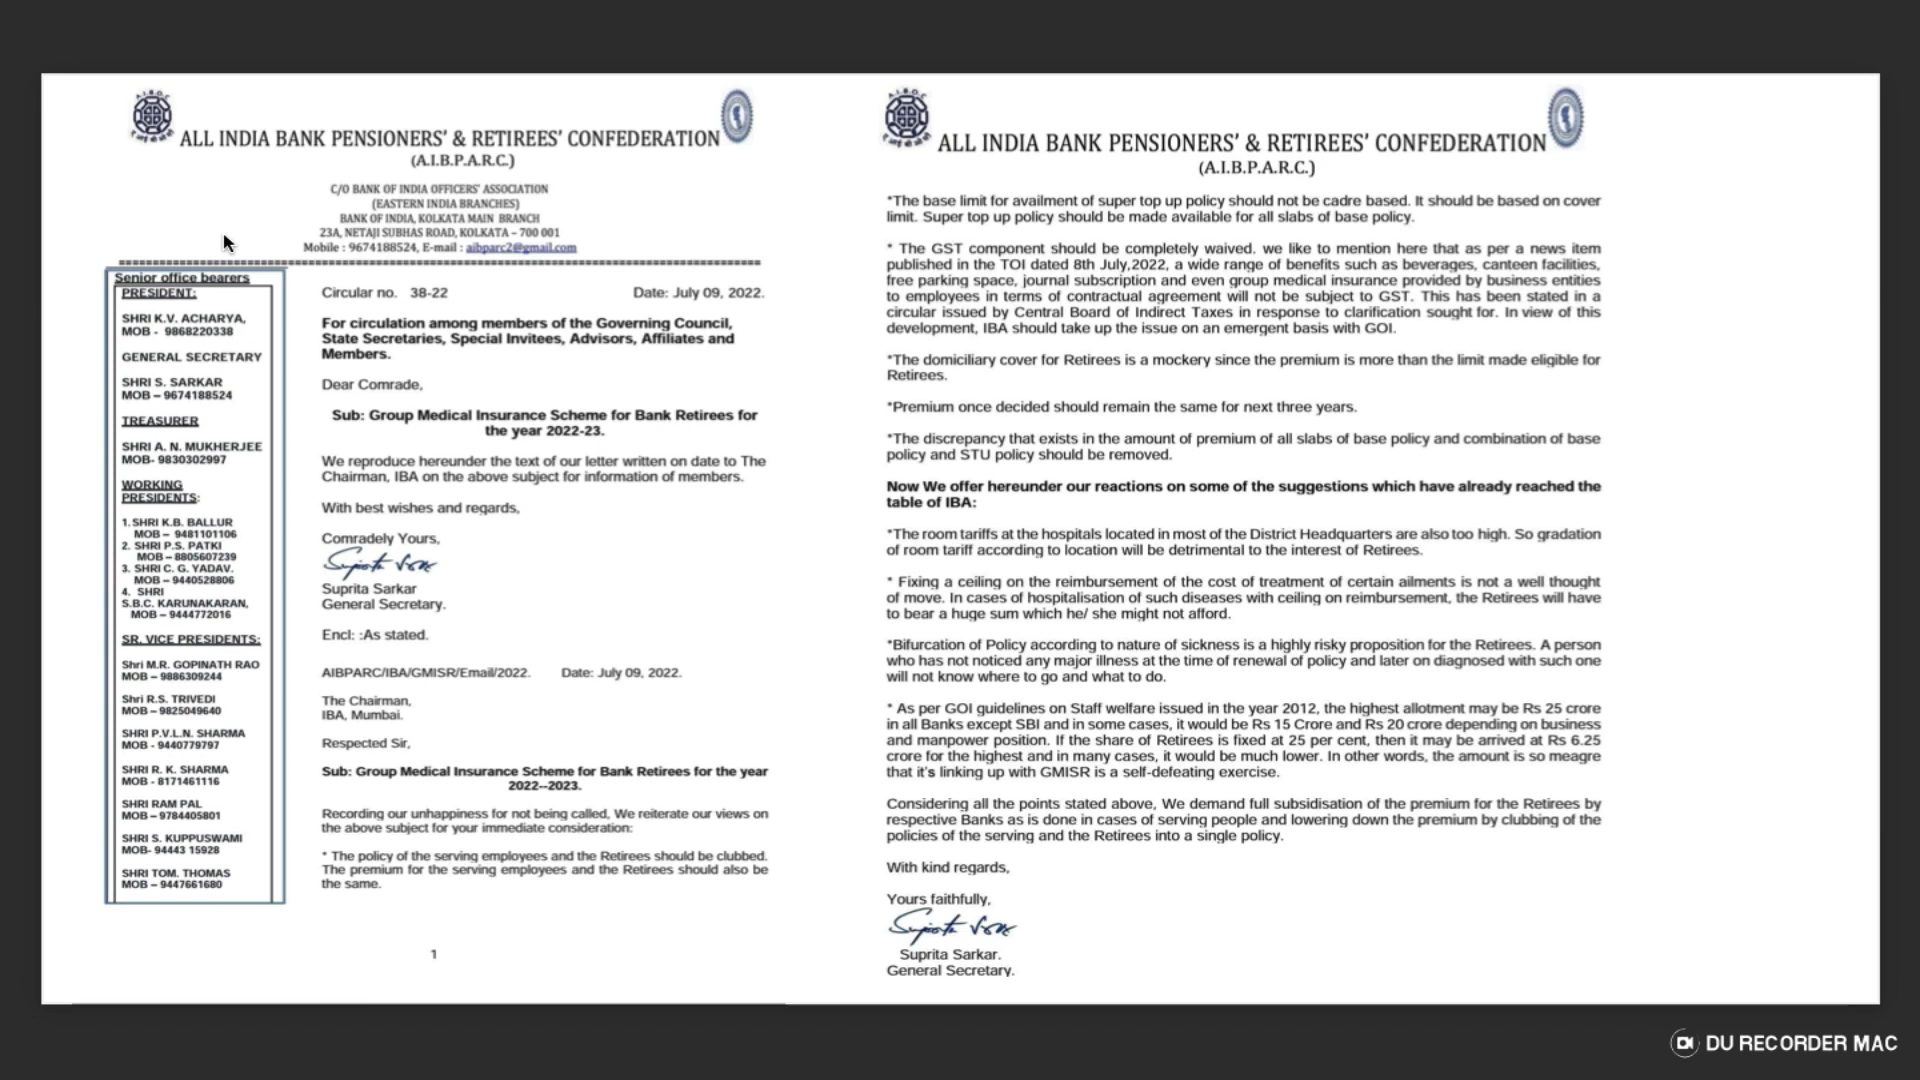 ALL INDIA BANK PENSIONERS' & RETIREES' CONFEDERATION
(A.I.B.P.A.R.C.)
C/O BANK OF INDIA OFFICERS' ASSOCIATION
(EASTERN INDIA BRANCHES)
BANK OF INDIA, KOLKATA MAIN BRANCH
23A, NETAJI SUBHAS ROAD, KOLKATA – 700 001
Mobile : 9674188524, E-mail : aibparc2@gmail.com
Senior office bearers
PRESIDENT:
SHRI K.V. ACHARYA,
MOB - 9868220338
GENERAL SECRETARY
SHRI S. SARKAR
MOB – 9674188524
TREASURER
SHRI A. N. MUKHERJEE
MOB- 9830302997
WORKING
PRESIDENTS:
1. SHRI K.B. BALLUR
MOB – 9481101106
2. SHRI P.S. PATKI
MOB – 8805607239
3. SHRI C. G. YADAV.
MOB – 9440528806
4. SHRI
S.B.C. KARUNAKARAN,
MOB – 9444772016
SR. VICE PRESIDENTS:
Shri M.R. GOPINATH RAO
MOB – 9886309244
Shri R.S. TRIVEDI
MOB – 9825049640
SHRI P.V.L.N. SHARMA
MOB - 9440779797
SHRI R. K. SHARMA
MOB - 8171461116
SHRI RAM PAL
MOB – 9784405801
SHRI S. KUPPUSWAMI
MOB- 94443 15928
SHRI TOM. THOMAS
MOB – 9447661680
Circular no. 38-22 Date: July 09, 2022.
For circulation among members of the Governing Council,
State Secretaries, Special Invitees, Advisors, Affiliates and
Members.
Dear Comrade,
Sub: Group Medical Insurance Scheme for Bank Retirees for
the year 2022-23.
We reproduce hereunder the text of our letter written on date to The
Chairman, IBA on the above subject for information of members.
With best wishes and regards,
Comradely Yours,
Suprita Sarkar
General Secretary.
Encl: :As stated.
AIBPARC/IBA/GMISR/Email/2022. Date: July 09, 2022.
The Chairman,
IBA, Mumbai.
Respected Sir,
Sub: Group Medical Insurance Scheme for Bank Retirees for the year
2022--2023.
Recording our unhappiness for not being called, We reiterate our views on
the above subject for your immediate consideration:
* The policy of the serving employees and the Retirees should be clubbed.
The premium for the serving employees and the Retirees should also be
the same.
1
ALL INDIA BANK PENSIONERS' & RETIREES' CONFEDERATION
(A.I.B.P.A.R.C.)
*The base limit for availment of super top up policy should not be cadre based. It should be based on cover
limit. Super top up policy should be made available for all slabs of base policy.
* The GST component should be completely waived. we like to mention here that as per a news item
published in the TOI dated 8th July,2022, a wide range of benefits such as beverages, canteen facilities,
free parking space, journal subscription and even group medical insurance provided by business entities
to employees in terms of contractual agreement will not be subject to GST. This has been stated in a
circular issued by Central Board of Indirect Taxes in response to clarification sought for. In view of this
development, IBA should take up the issue on an emergent basis with GOI.
*The domiciliary cover for Retirees is a mockery since the premium is more than the limit made eligible for
Retirees.
*Premium once decided should remain the same for next three years.
*The discrepancy that exists in the amount of premium of all slabs of base policy and combination of base
policy and STU policy should be removed.
Now We offer hereunder our reactions on some of the suggestions which have already reached the
table of IBA:
*The room tariffs at the hospitals located in most of the District Headquarters are also too high. So gradation
of room tariff according to location will be detrimental to the interest of Retirees.
* Fixing a ceiling on the reimbursement of the cost of treatment of certain ailments is not a well thought
of move. In cases of hospitalisation of such diseases with ceiling on reimbursement, the Retirees will have
to bear a huge sum which he/ she might not afford.
*Bifurcation of Policy according to nature of sickness is a highly risky proposition for the Retirees. A person
who has not noticed any major illness at the time of renewal of policy and later on diagnosed with such one
will not know where to go and what to do.
* As per GOI guidelines on Staff welfare issued in the year 2012, the highest allotment may be Rs 25 crore
in all Banks except SBI and in some cases, it would be Rs 15 Crore and Rs 20 crore depending on business
and manpower position. If the share of Retirees is fixed at 25 per cent, then it may be arrived at Rs 6.25
crore for the highest and in many cases, it would be much lower. In other words, the amount is so meagre
that it's linking up with GMISR is a self-defeating exercise.
Considering all the points stated above, We demand full subsidisation of the premium for the Retirees by
respective Banks as is done in cases of serving people and lowering down the premium by clubbing of the
policies of the serving and the Retirees into a single policy.
With kind regards,
Yours faithfully,
Suprita Sarkar.
General Secretary.
DU RECORDER MAC